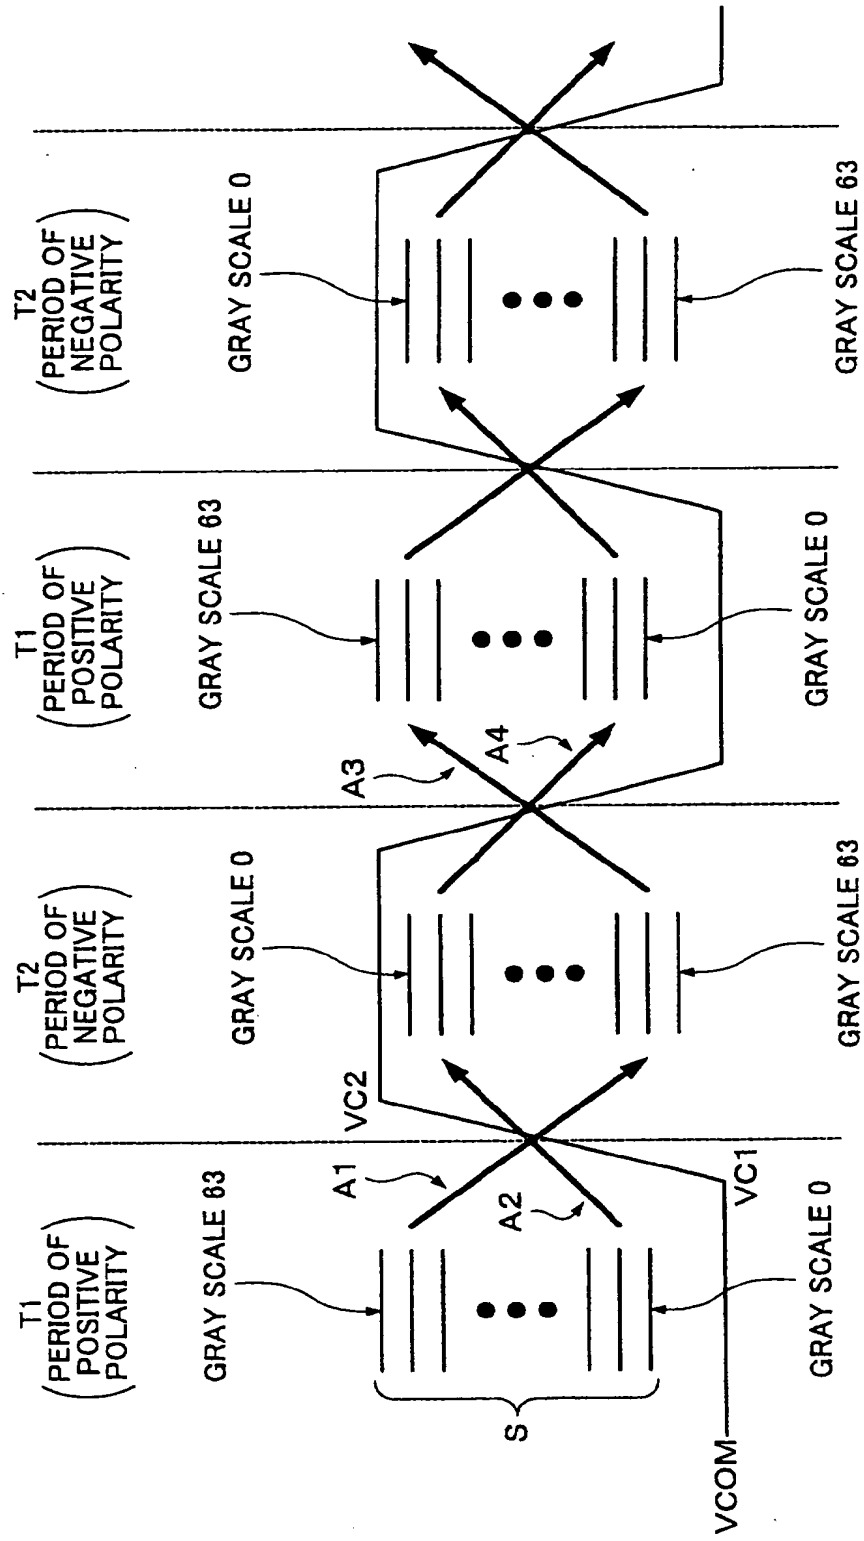 T1
(PERIOD OF
POSITIVE
POLARITY)
T2
(PERIOD OF
NEGATIVE
POLARITY)
T1
(PERIOD OF
POSITIVE
POLARITY)
T2
(PERIOD OF
NEGATIVE
POLARITY)
GRAY SCALE 63
GRAY SCALE 0
GRAY SCALE 63
GRAY SCALE 0
A1
VC2
A3
S
A2
A4
VCOM
VC1
GRAY SCALE 0
GRAY SCALE 63
GRAY SCALE 0
GRAY SCALE 63